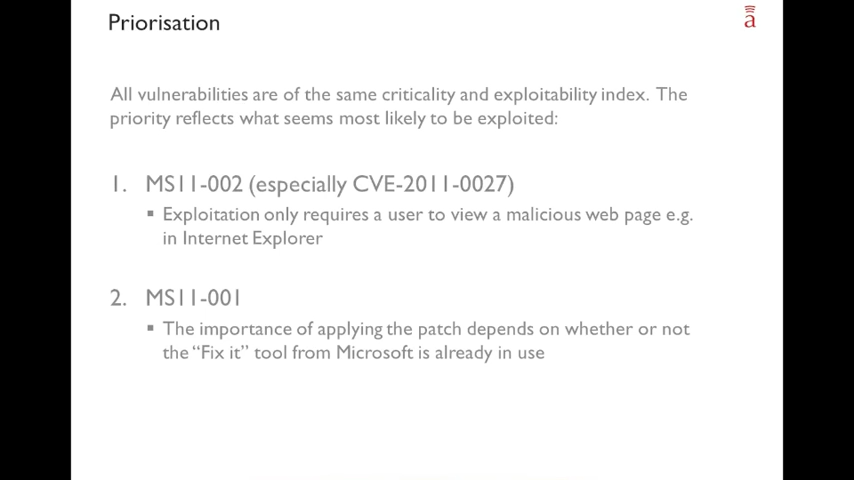 Priorisation
a
All vulnerabilities are of the same criticality and exploitability index. The
priority reflects what seems most likely to be exploited:
1. MS11-002 (especially CVE-2011-0027)
▪ Exploitation only requires a user to view a malicious web page e.g.
in Internet Explorer
2. MS11-001
▪ The importance of applying the patch depends on whether or not
the “Fix it” tool from Microsoft is already in use